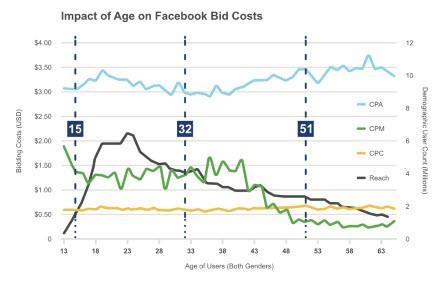 Impact of Age on Facebook Bid Costs
$4.00
$3.50
$3.00
$2.50
$2.00
$1.50
$1.00
$0.50
0
Bidding Costs (USD)
15
32
51
CPA
CPM
CPC
Reach
12
10
8
6
4
2
0
Demographic User Count (Millions)
13 18 23 28 33 38 43 48 53 58 63
Age of Users (Both Genders)